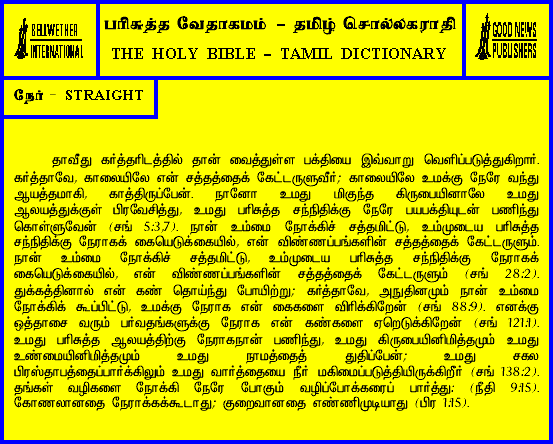 BELLWETHER
INTERNATIONAL
பரிசுத்த வேதாகமம் – தமிழ் சொல்லகராதி
THE HOLY BIBLE – TAMIL DICTIONARY
GOOD NEWS
PUBLISHERS
நேர் - STRAIGHT
தாவீது கர்த்தரிடத்தில் தான் வைத்துள்ள பக்தியை இவ்வாறு வெளிப்படுத்துகிறார்.
கர்த்தாவே, காலையிலே என் சத்தத்தைக் கேட்டருளுவீர்; காலையிலே உமக்கு நேரே வந்து
ஆயத்தமாகி, காத்திருப்பேன். நானோ உமது மிகுந்த கிருபையினாலே உமது
ஆலயத்துக்குள் பிரவேசித்து, உமது பரிசுத்த சந்நிதிக்கு நேரே பயபக்தியுடன் பணிந்து
கொள்ளுவேன் (சங் 5:3,7). நான் உம்மை நோக்கிச் சத்தமிட்டு, உம்முடைய பரிசுத்த
சந்நிதிக்கு நேராகக் கையெடுக்கையில், என் விண்ணப்பங்களின் சத்தத்தைக் கேட்டருளும்.
நான் உம்மை நோக்கிச் சத்தமிட்டு, உம்முடைய பரிசுத்த சந்நிதிக்கு நேராகக்
கையெடுக்கையில், என் விண்ணப்பங்களின் சத்தத்தைக் கேட்டருளும் (சங் 28:2).
துக்கத்தினால் என் கண் தொய்ந்து போயிற்று; கர்த்தாவே, அநுதினமும் நான் உம்மை
நோக்கிக் கூப்பிட்டு, உமக்கு நேராக என் கைகளை விரிக்கிறேன் (சங் 88:9). எனக்கு
ஒத்தாசை வரும் பர்வதங்களுக்கு நேராக என் கண்களை ஏறெடுக்கிறேன் (சங் 121:1).
உமது பரிசுத்த ஆலயத்திற்கு நேராகநான் பணிந்து, உமது கிருபையினிமித்தமும் உமது
உண்மையினிமித்தமும் உமது நாமத்தைத் துதிப்பேன்; உமது சகல
பிரஸ்தாபத்தைப்பார்க்கிலும் உமது வார்த்தையை நீர் மகிமைப்படுத்தியிருக்கிறீர் (சங் 138:2).
தங்கள் வழிகளை நோக்கி நேரே போகும் வழிப்போக்கரைப் பார்த்து: (நீதி 9:15).
கோணலானதை நேராக்கக்கூடாது; குறைவானதை எண்ணிமுடியாது (பிர 1:15).